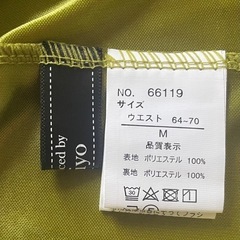 ced by
yo
NO. 66119
サイズ
ウエスト 64~70
M
品質表示
表地 ポリエステル 100%
裏地 ポリエステル 100%